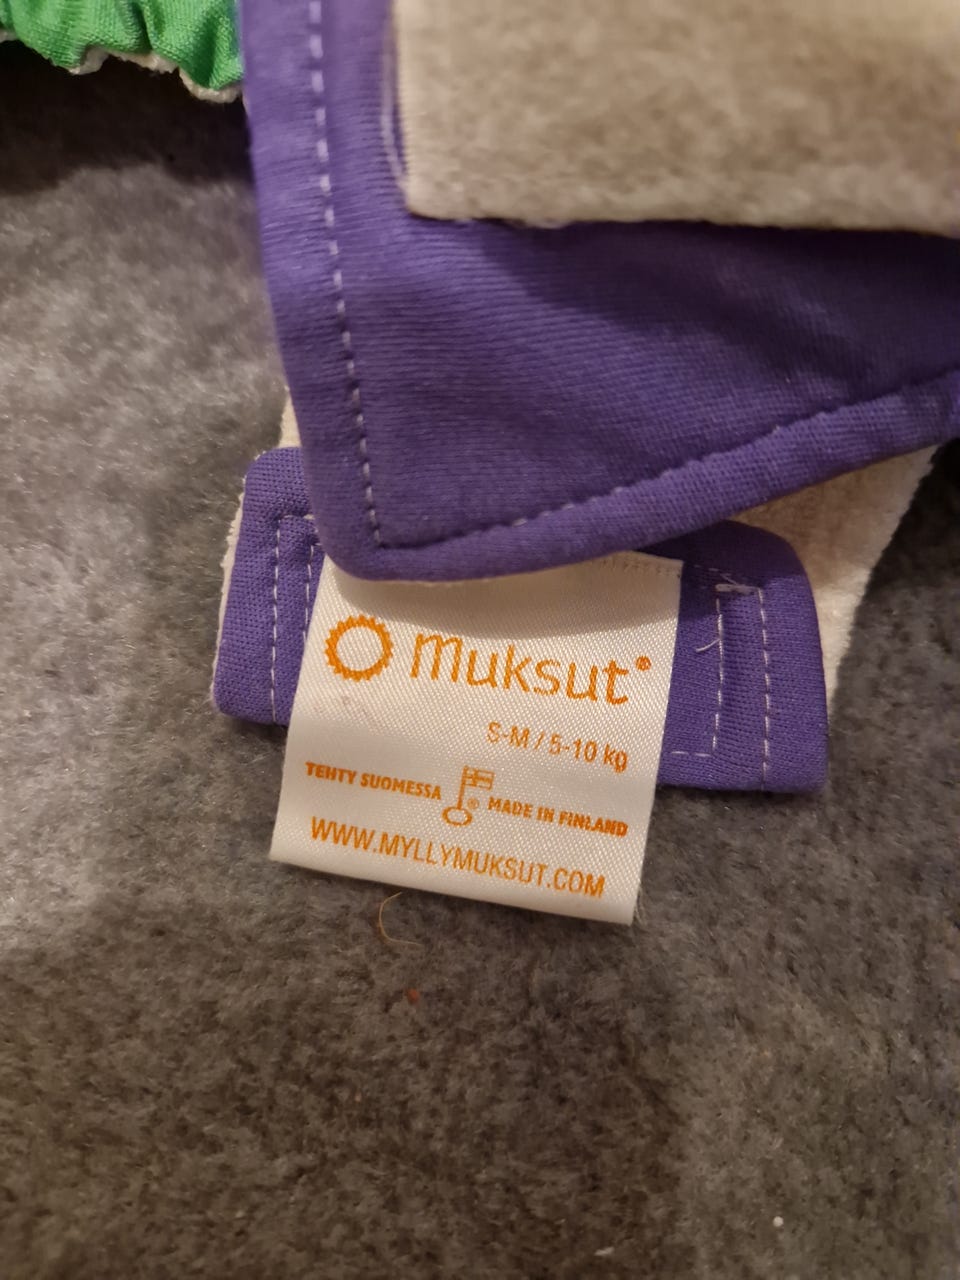 Muksut®
S-M / 5-10 kg
TEHTY SUOMESSA ® MADE IN FINLAND
WWW.MYLLYMUKSUT.COM